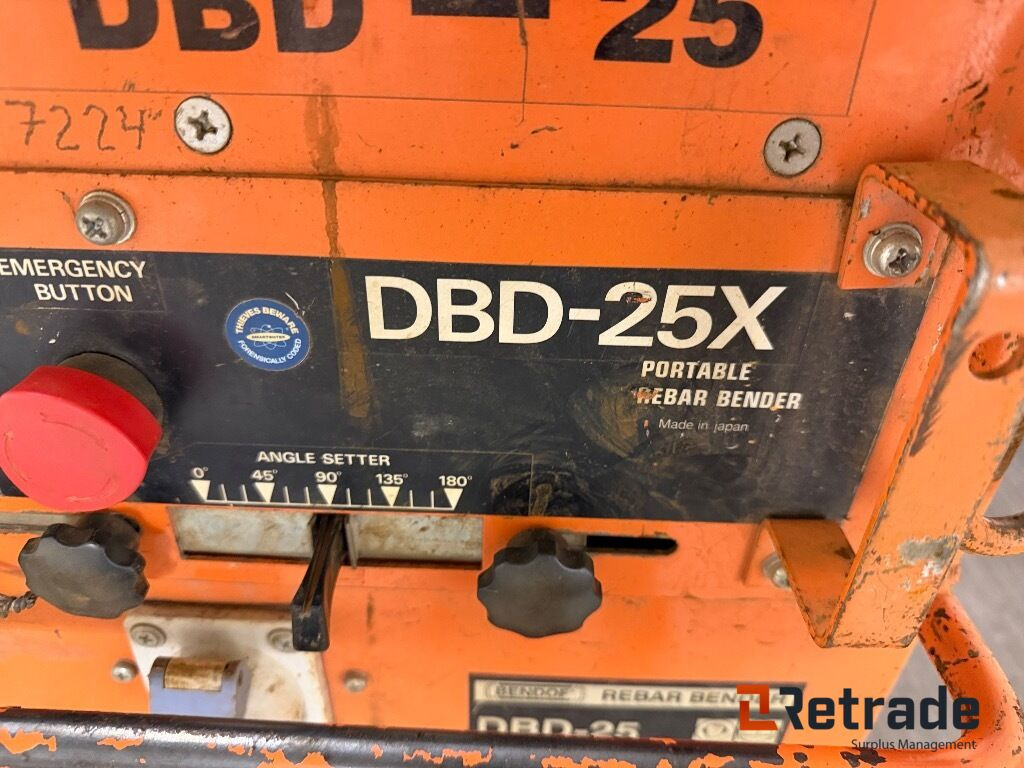 DBD 25
7224
EMERGENCY
BUTTON
THIEVES BEWARE
SMARTWATER
FORENSICALLY CODED
DBD-25X
PORTABLE
REBAR BENDER
Made in Japan
ANGLE SETTER
0° 45° 90° 135° 180°
BENDOF REBAR BENDER
DBD-25
Retrade
Surplus Management